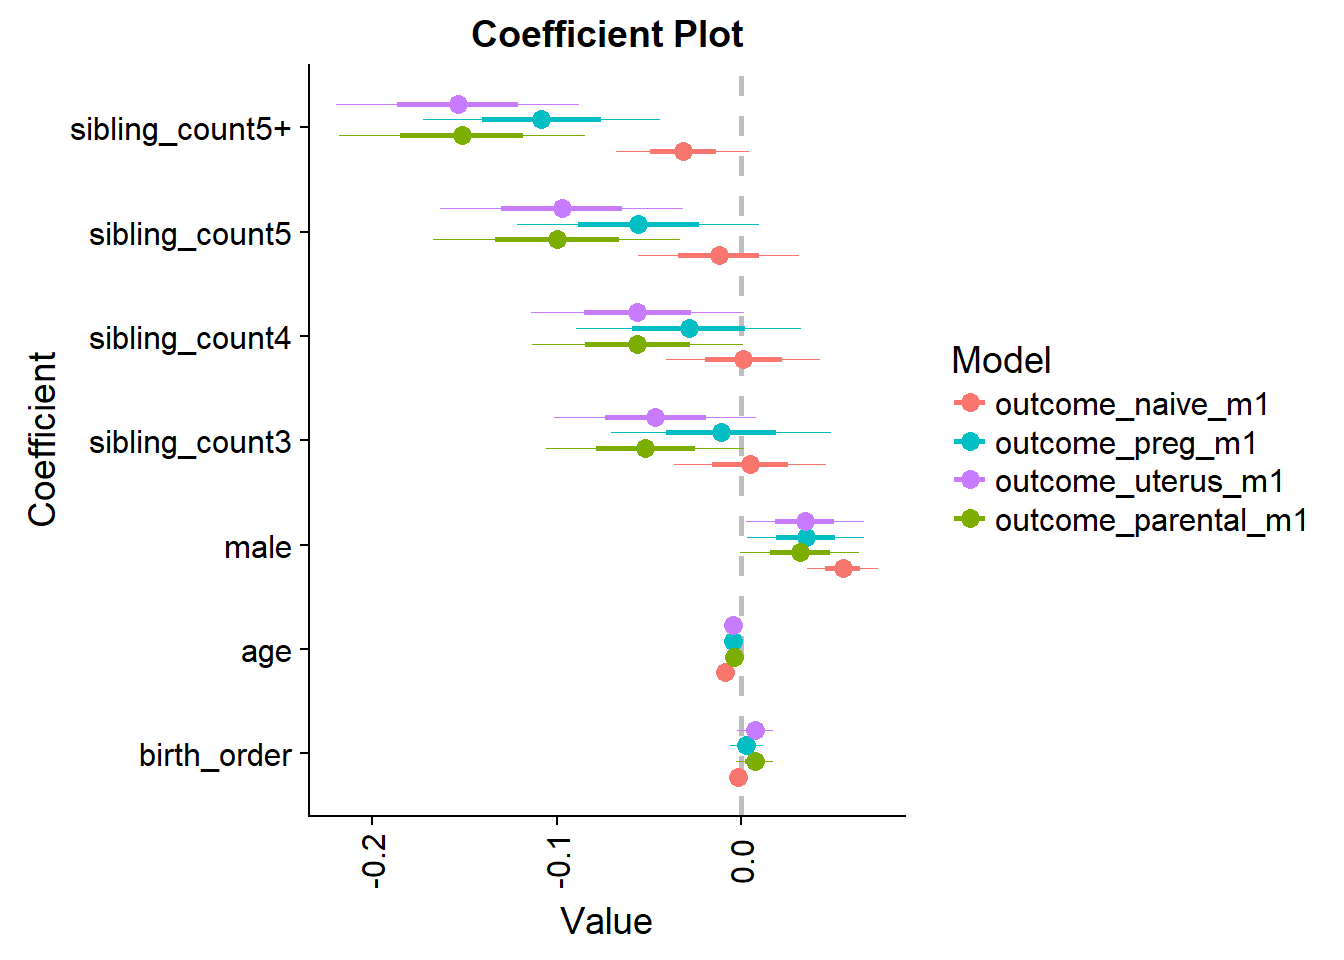 Coefficient Plot
Coefficient
sibling_count5+
sibling_count5
sibling_count4
sibling_count3
male
age
birth_order
-0.2
-0.1
0.0
Value
Model
outcome_naive_m1
outcome_preg_m1
outcome_uterus_m1
outcome_parental_m1